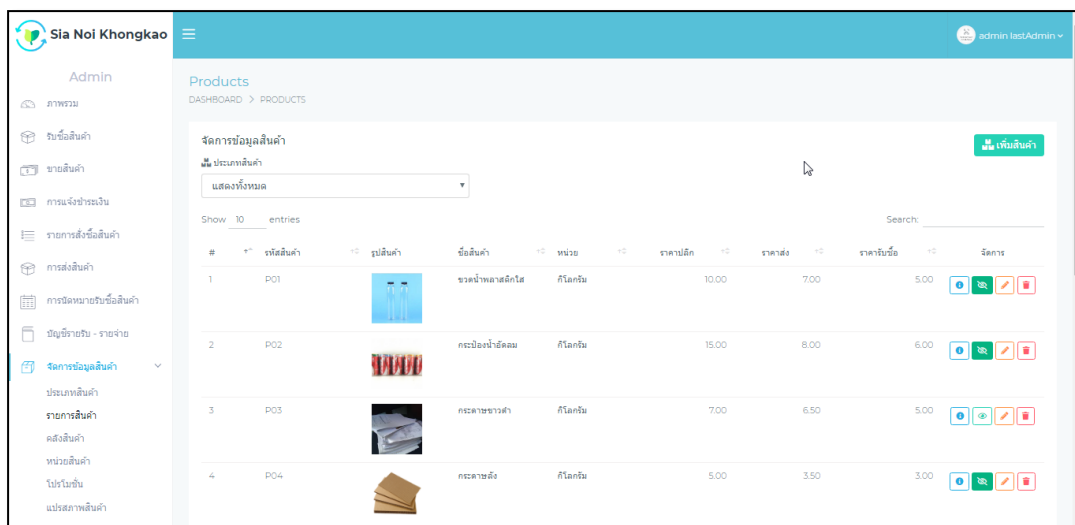 Sia Noi Khongkao
admin lastAdmin
Admin
ภาพรวม
รับซื้อสินค้า
ขายสินค้า
การแจ้งชำระเงิน
รายการสั่งซื้อสินค้า
การส่งสินค้า
การนัดหมายรับซื้อสินค้า
บัญชีรายรับ - รายจ่าย
จัดการข้อมูลสินค้า
ประเภทสินค้า
รายการสินค้า
คลังสินค้า
หน่วยสินค้า
โปรโมชั่น
แปรสภาพสินค้า
Products
DASHBOARD > PRODUCTS
จัดการข้อมูลสินค้า
เพิ่มสินค้า
ประเภทสินค้า
แสดงทั้งหมด
Show 10 entries Search:
# รหัสสินค้า รูปสินค้า ชื่อสินค้า หน่วย ราคาปลีก ราคาส่ง ราคารับซื้อ จัดการ
1 P01 ขวดน้ำพลาสติกใส กิโลกรัม 10.00 7.00 5.00
2 P02 กระป๋องน้ำอัดลม กิโลกรัม 15.00 8.00 6.00
3 P03 กระดาษขาวดำ กิโลกรัม 7.00 6.50 5.00
4 P04 กระดาษลัง กิโลกรัม 5.00 3.50 3.00